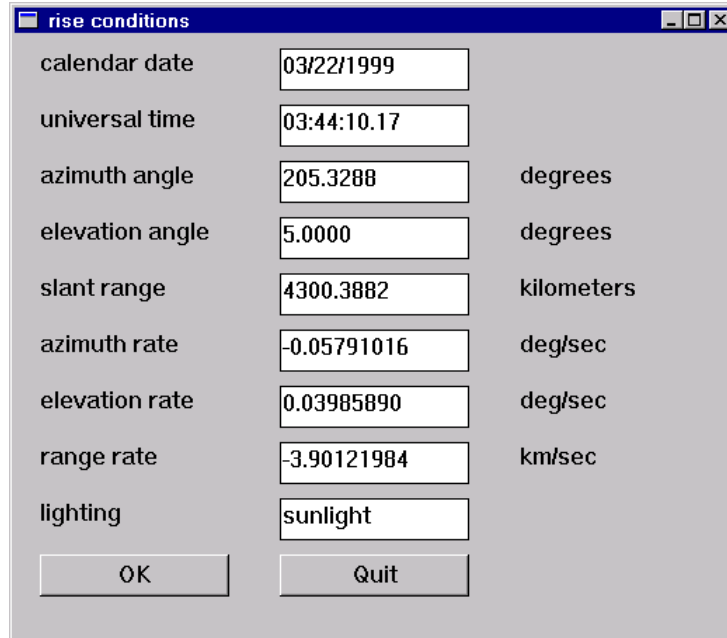 rise conditions
calendar date 03/22/1999
universal time 03:44:10.17
azimuth angle 205.3288 degrees
elevation angle 5.0000 degrees
slant range 4300.3882 kilometers
azimuth rate -0.05791016 deg/sec
elevation rate 0.03985890 deg/sec
range rate -3.90121984 km/sec
lighting sunlight
OK Quit